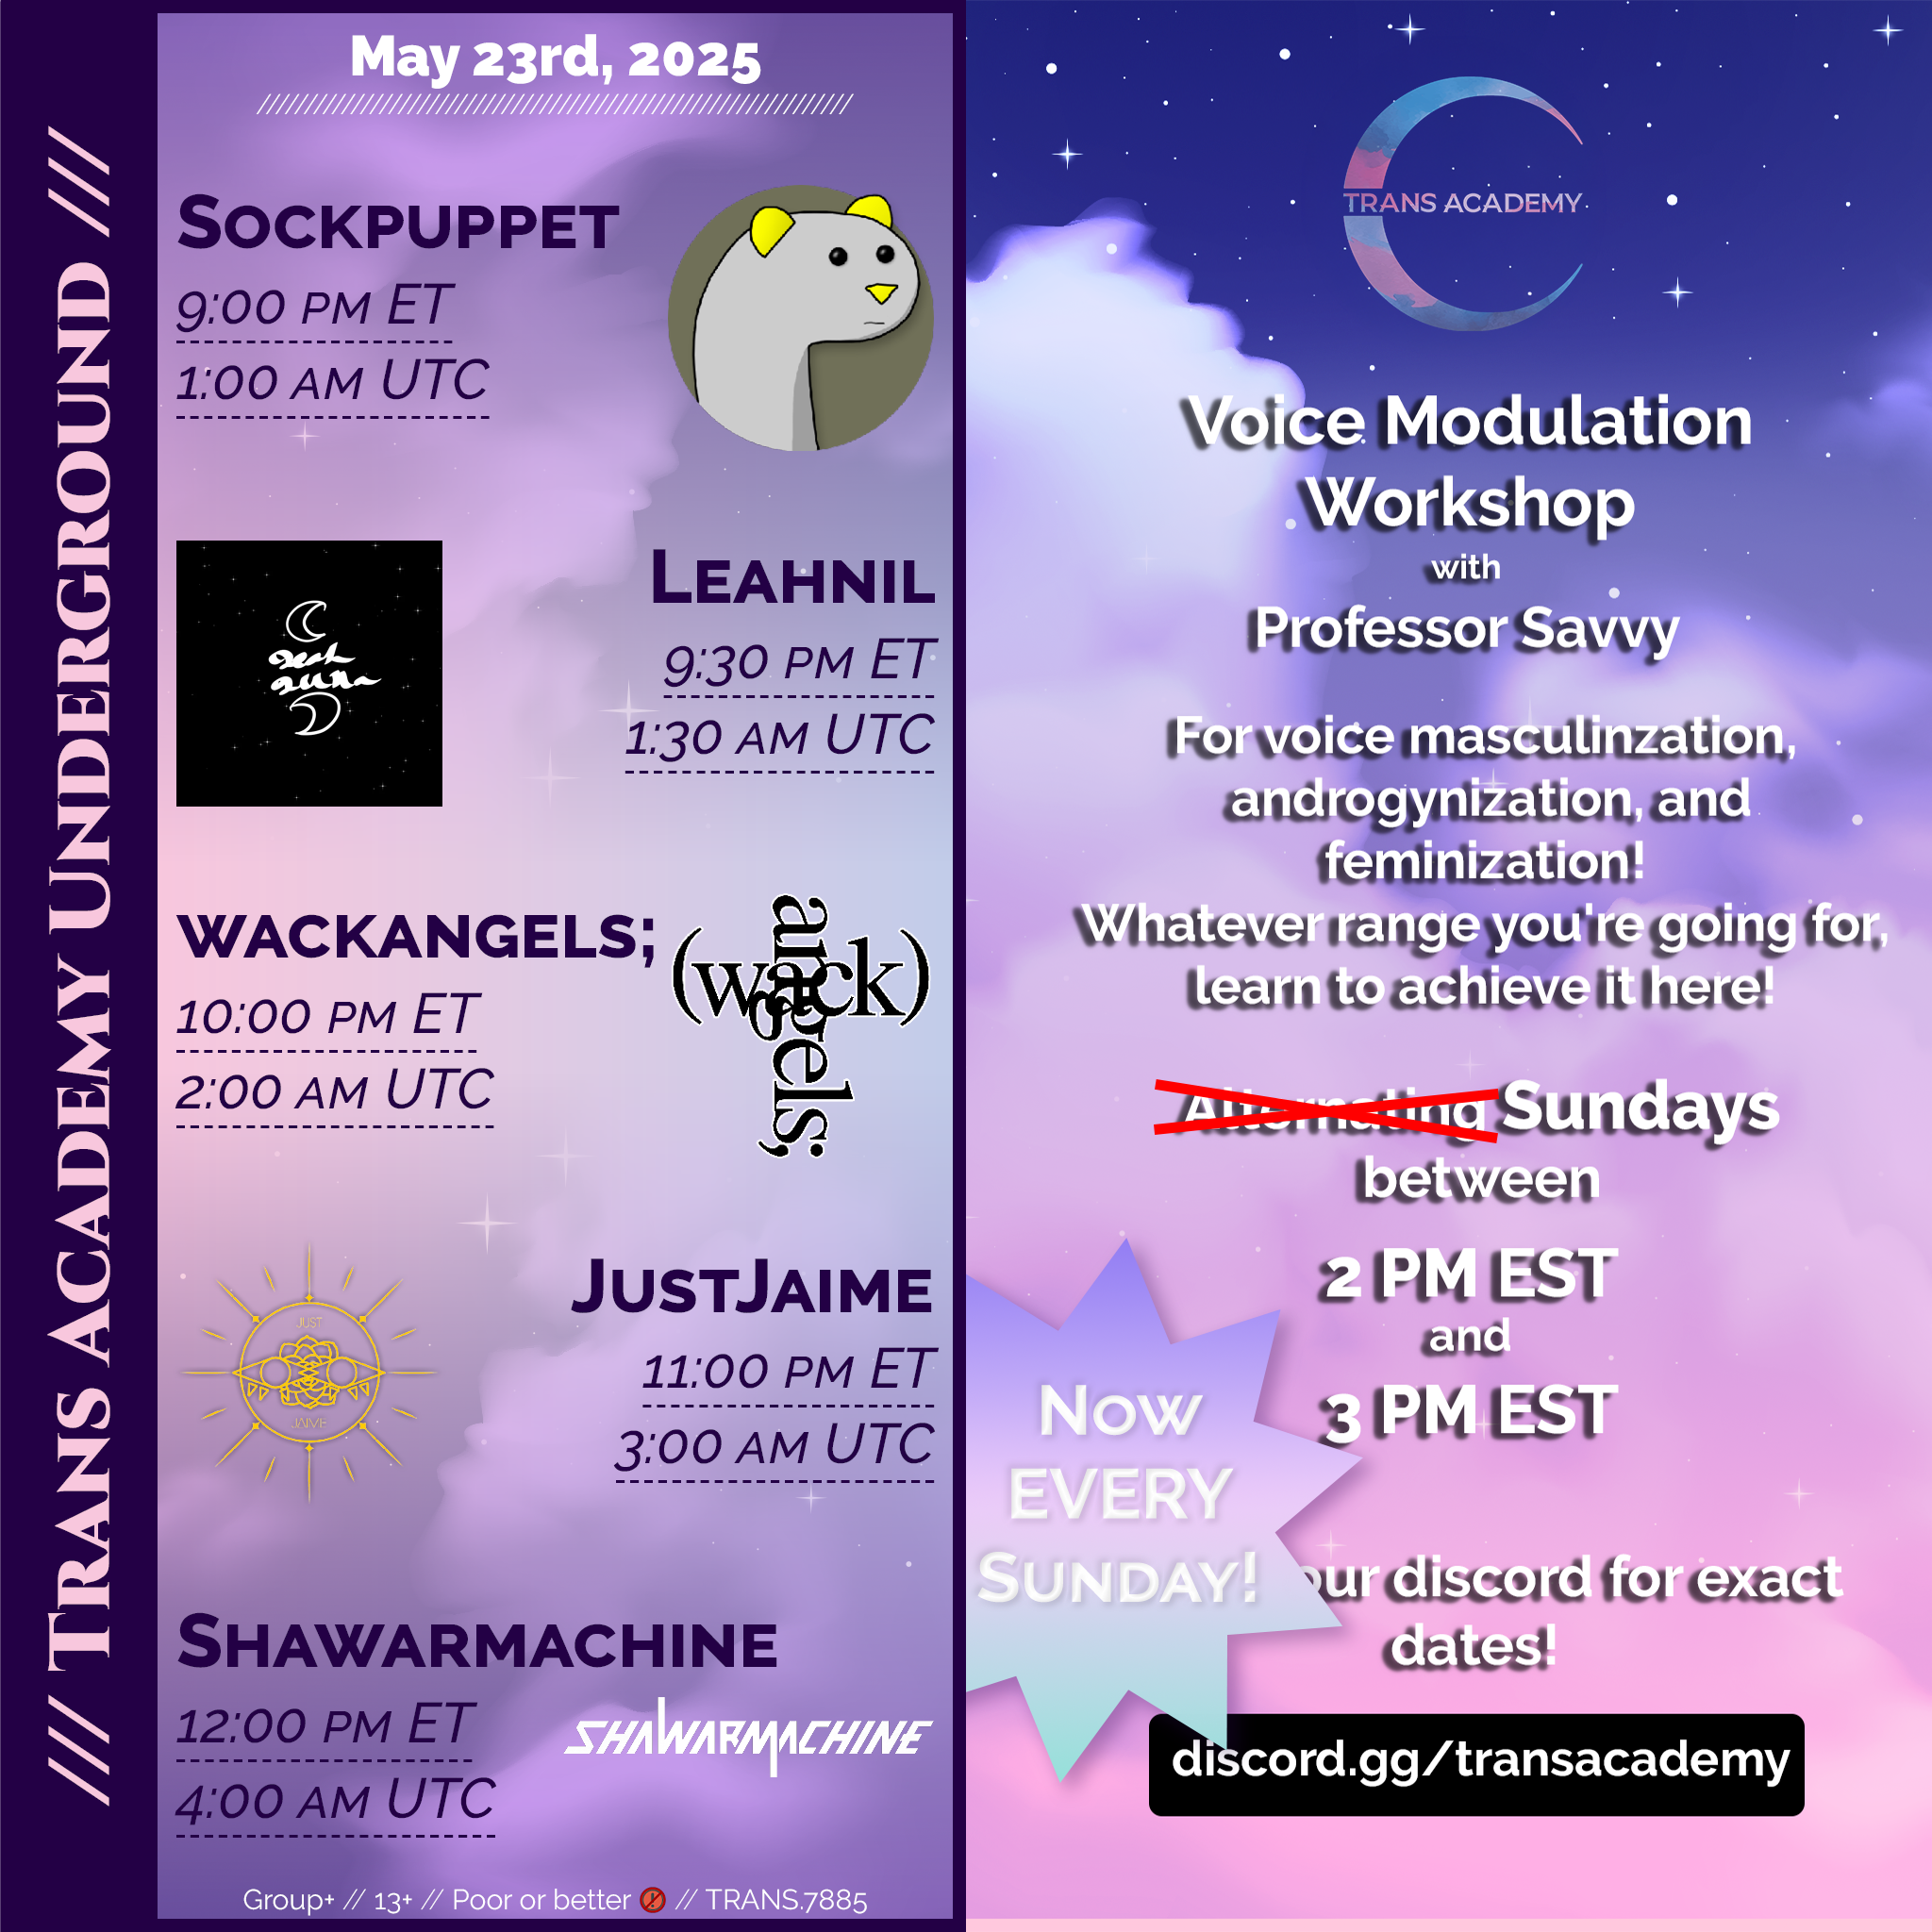 /// Trans Academy Underground ///
May 23rd, 2025
Sockpuppet
9:00 PM ET
1:00 AM UTC
Leahnil
9:30 PM ET
1:30 AM UTC
wackangels;
10:00 PM ET
2:00 AM UTC
(wack)
angels;
JustJaime
11:00 PM ET
3:00 AM UTC
JUST
JAIME
Shawarmachine
12:00 PM ET
4:00 AM UTC
SHAWARMACHINE
Group+ // 13+ // Poor or better // TRANS.7885
TRANS ACADEMY
Voice Modulation
Workshop
with
Professor Savvy
For voice masculinzation,
androgynization, and
feminization!
Whatever range you're going for,
learn to achieve it here!
Alternating Sundays
between
2 PM EST
and
3 PM EST
Now
EVERY
Sunday!
our discord for exact
dates!
discord.gg/transacademy